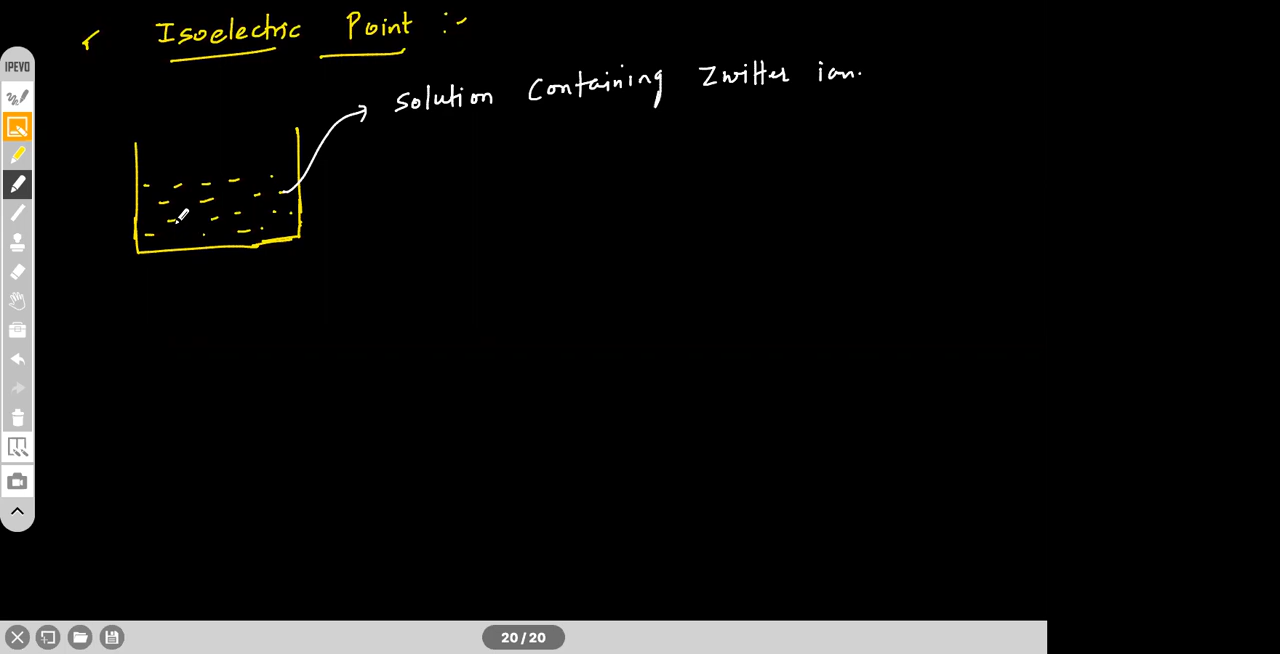 Isoelectric Point :-
IPEVO
Solution Containing Zwitter ion.
20/20